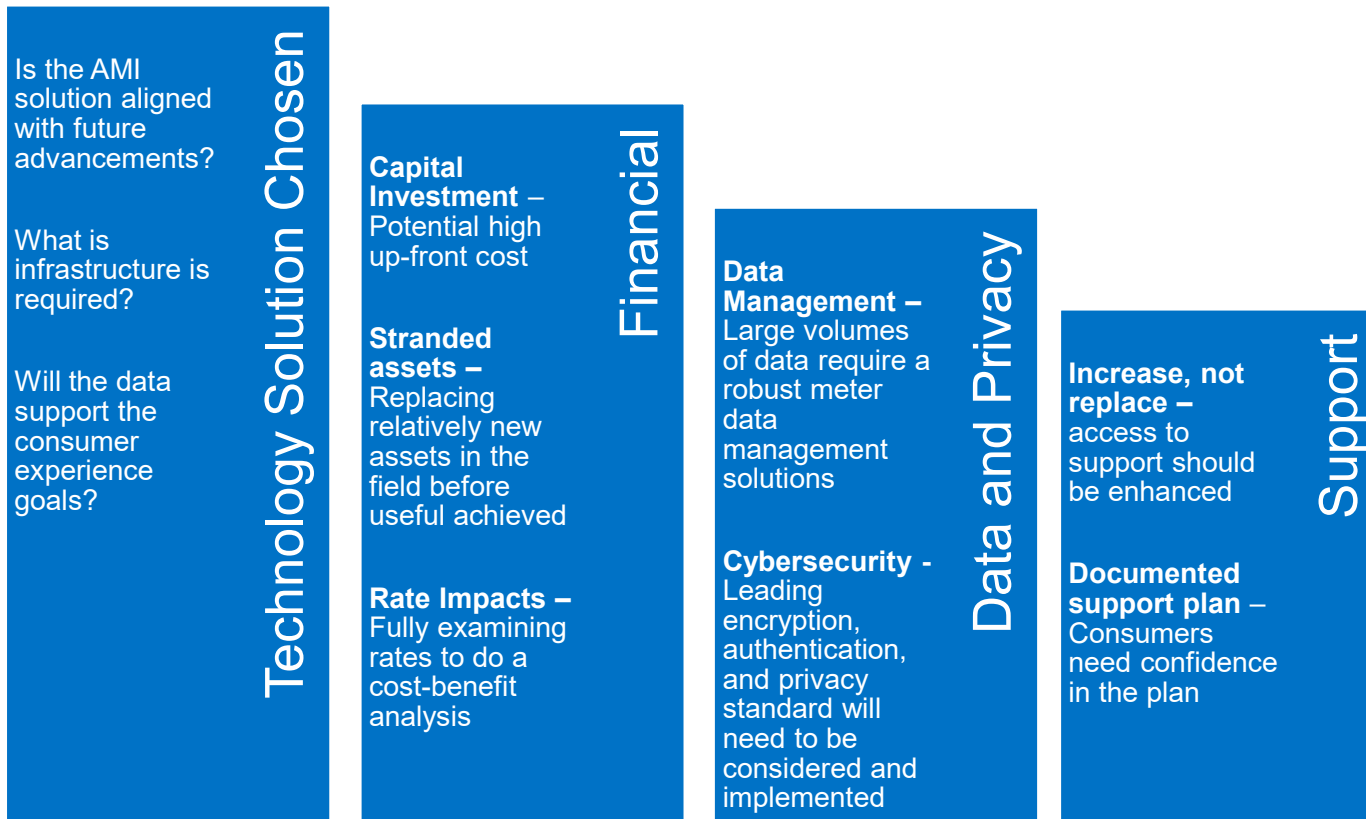 Technology Solution Chosen
Is the AMI
solution aligned
with future
advancements?
What is
infrastructure is
required?
Will the data
support the
consumer
experience
goals?
Financial
Capital
Investment –
Potential high
up-front cost
Stranded
assets –
Replacing
relatively new
assets in the
field before
useful achieved
Rate Impacts –
Fully examining
rates to do a
cost-benefit
analysis
Data and Privacy
Data
Management –
Large volumes
of data require a
robust meter
data
management
solutions
Cybersecurity -
Leading
encryption,
authentication,
and privacy
standard will
need to be
considered and
implemented
Support
Increase, not
replace –
access to
support should
be enhanced
Documented
support plan –
Consumers
need confidence
in the plan